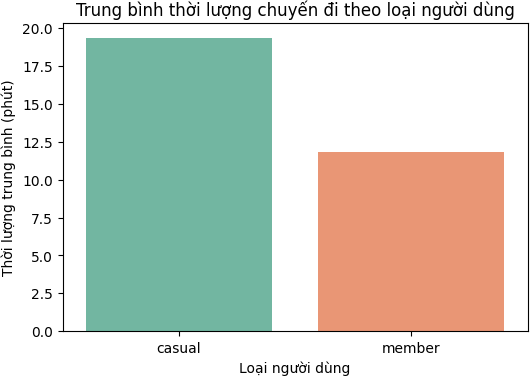 Trung bình thời lượng chuyến đi theo loại người dùng
Thời lượng trung bình (phút)
20.0
17.5
15.0
12.5
10.0
7.5
5.0
2.5
0.0
casual member
Loại người dùng